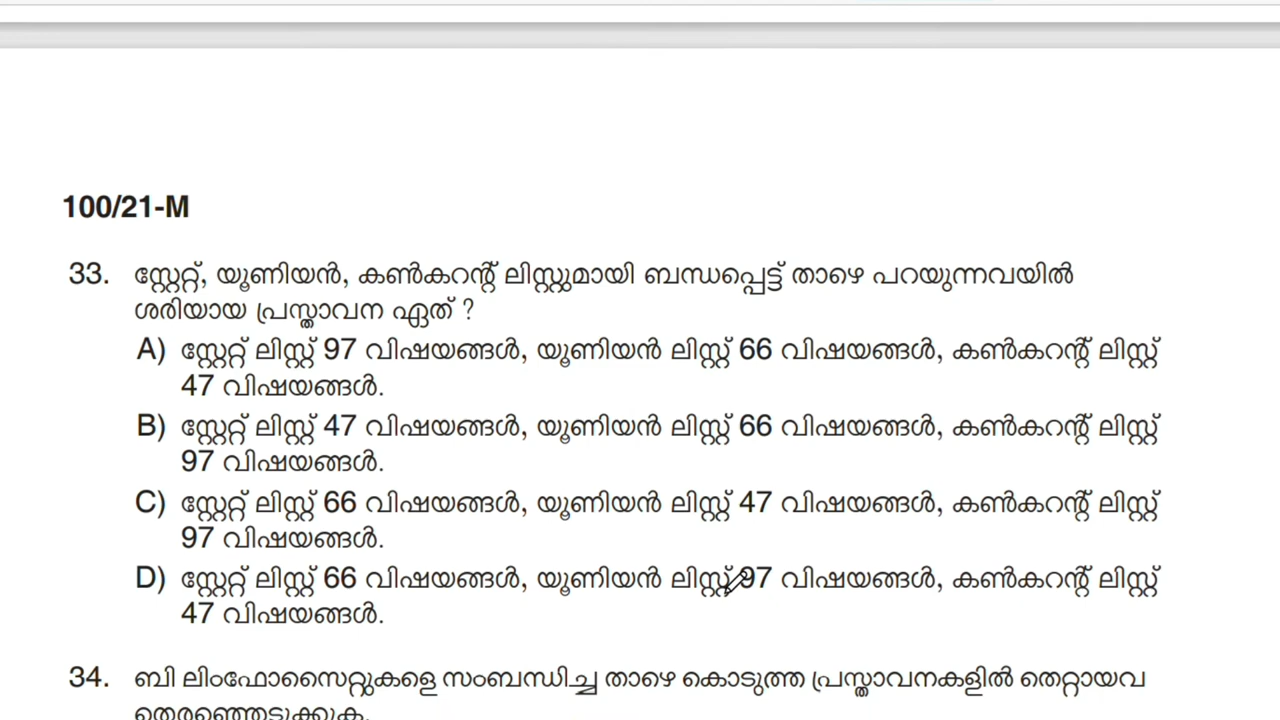 100/21-M
33. സ്റ്റേറ്റ്, യൂണിയൻ, കൺകറന്റ് ലിസ്റ്റുമായി ബന്ധപ്പെട്ട് താഴെ പറയുന്നവയിൽ
ശരിയായ പ്രസ്താവന ഏത് ?
A) സ്റ്റേറ്റ് ലിസ്റ്റ് 97 വിഷയങ്ങൾ, യൂണിയൻ ലിസ്റ്റ് 66 വിഷയങ്ങൾ, കൺകറന്റ് ലിസ്റ്റ്
47 വിഷയങ്ങൾ.
B) സ്റ്റേറ്റ് ലിസ്റ്റ് 47 വിഷയങ്ങൾ, യൂണിയൻ ലിസ്റ്റ് 66 വിഷയങ്ങൾ, കൺകറന്റ് ലിസ്റ്റ്
97 വിഷയങ്ങൾ.
C) സ്റ്റേറ്റ് ലിസ്റ്റ് 66 വിഷയങ്ങൾ, യൂണിയൻ ലിസ്റ്റ് 47 വിഷയങ്ങൾ, കൺകറന്റ് ലിസ്റ്റ്
97 വിഷയങ്ങൾ.
D) സ്റ്റേറ്റ് ലിസ്റ്റ് 66 വിഷയങ്ങൾ, യൂണിയൻ ലിസ്റ്റ് 97 വിഷയങ്ങൾ, കൺകറന്റ് ലിസ്റ്റ്
47 വിഷയങ്ങൾ.
34. ബി ലിംഫോസൈറ്റുകളെ സംബന്ധിച്ച താഴെ കൊടുത്ത പ്രസ്താവനകളിൽ തെറ്റായവ
തെരഞ്ഞെടുക്കുക.